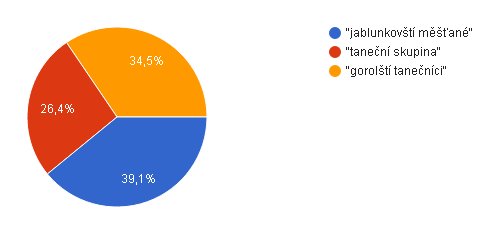 34,5%
26,4%
39,1%
"jablunkovští měšťané"
"taneční skupina"
"gorolští tanečníci"